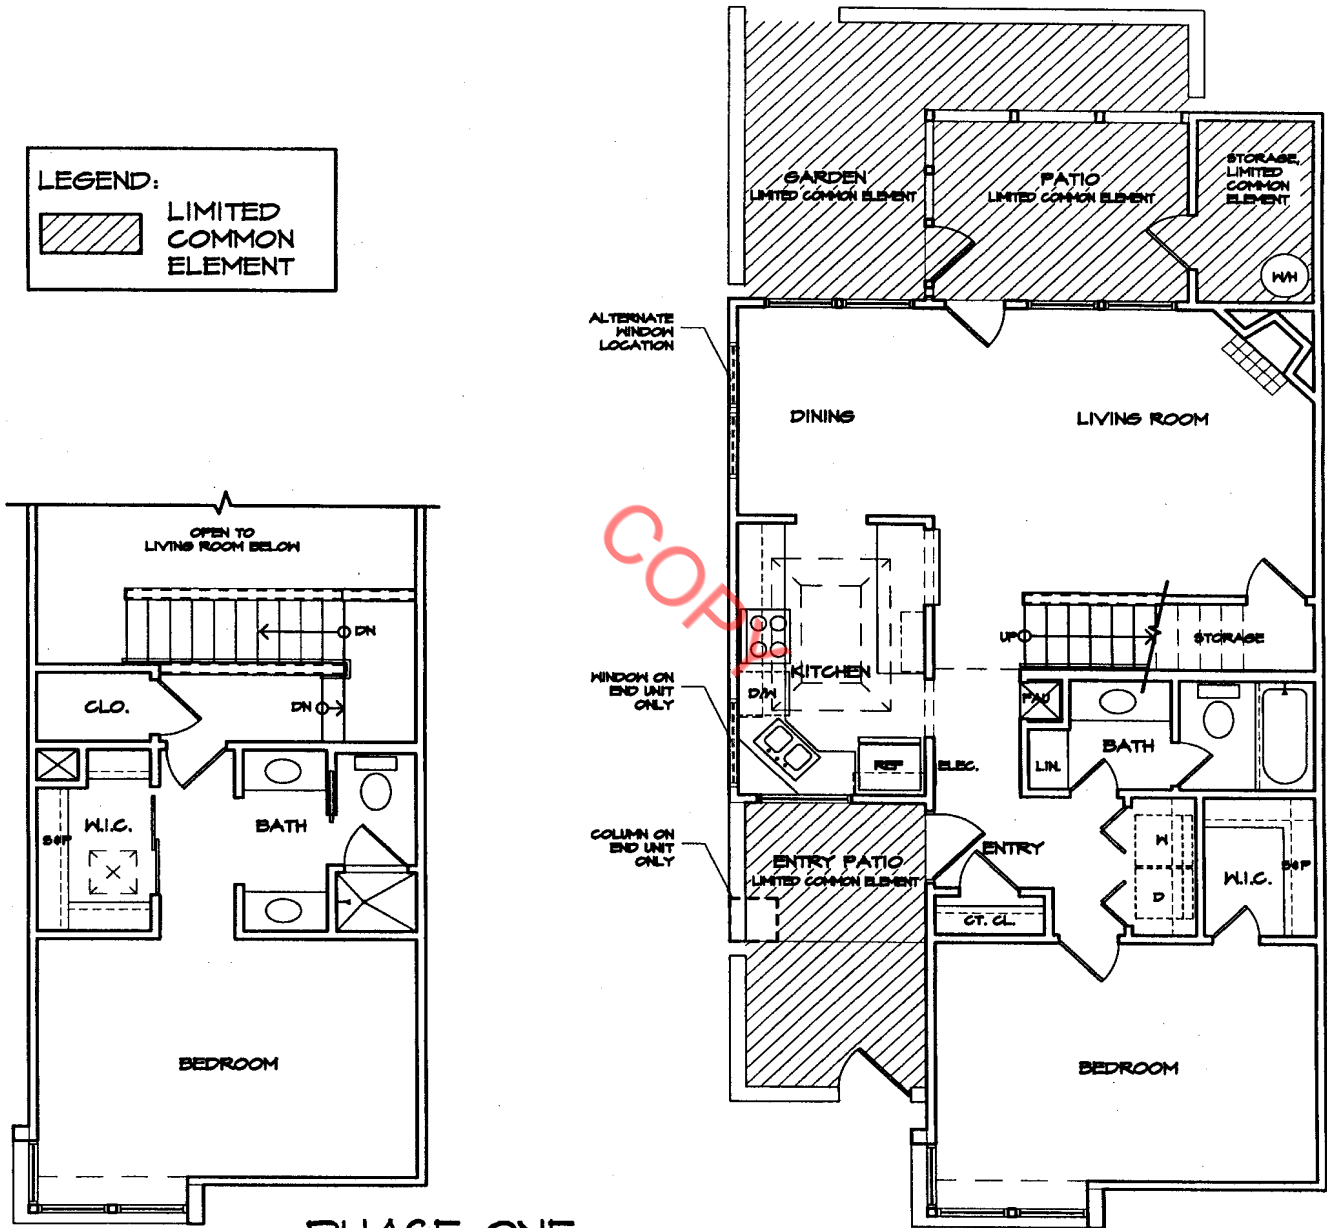 LEGEND:
LIMITED
COMMON
ELEMENT
GARDEN
LIMITED COMMON ELEMENT
PATIO
LIMITED COMMON ELEMENT
STORAGE,
LIMITED
COMMON
ELEMENT
W/H
ALTERNATE
WINDOW
LOCATION
DINING
LIVING ROOM
OPEN TO
LIVING ROOM BELOW
DN
CLO.
DN
W.I.C.
S&P
BATH
BEDROOM
COPY
UP
STORAGE
WINDOW ON
END UNIT
ONLY
KITCHEN
D/W
REF
ELEC.
FAU
LIN.
BATH
COLUMN ON
END UNIT
ONLY
ENTRY PATIO
LIMITED COMMON ELEMENT
ENTRY
CT. CL.
W
D
W.I.C.
S&P
BEDROOM
PHASE ONE